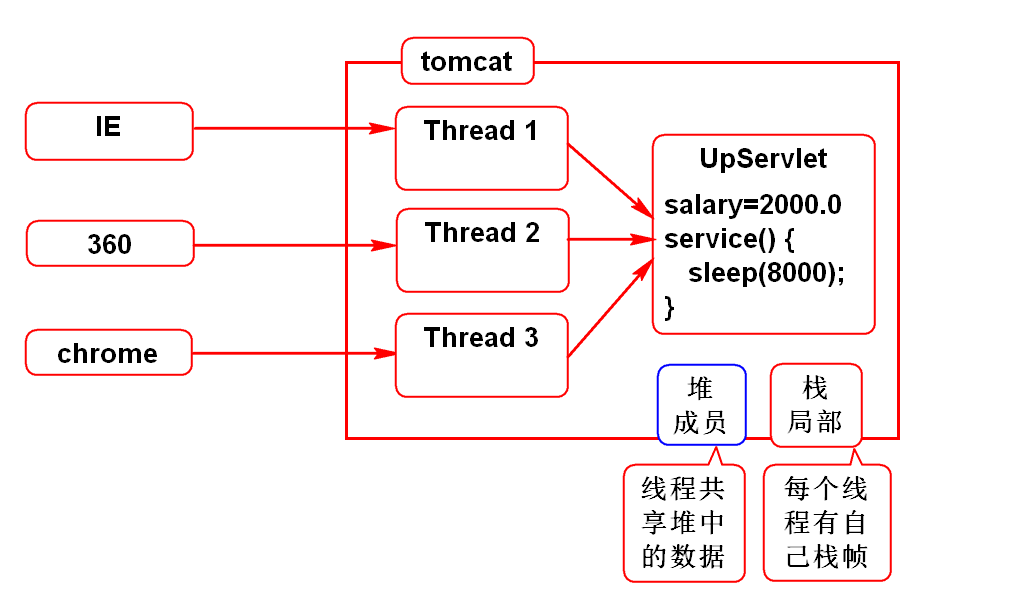 tomcat
IE
Thread 1
UpServlet
salary=2000.0
service() {
sleep(8000);
}
360
Thread 2
chrome
Thread 3
堆
成员
栈
局部
线程共
享堆中
的数据
每个线
程有自
己栈帧